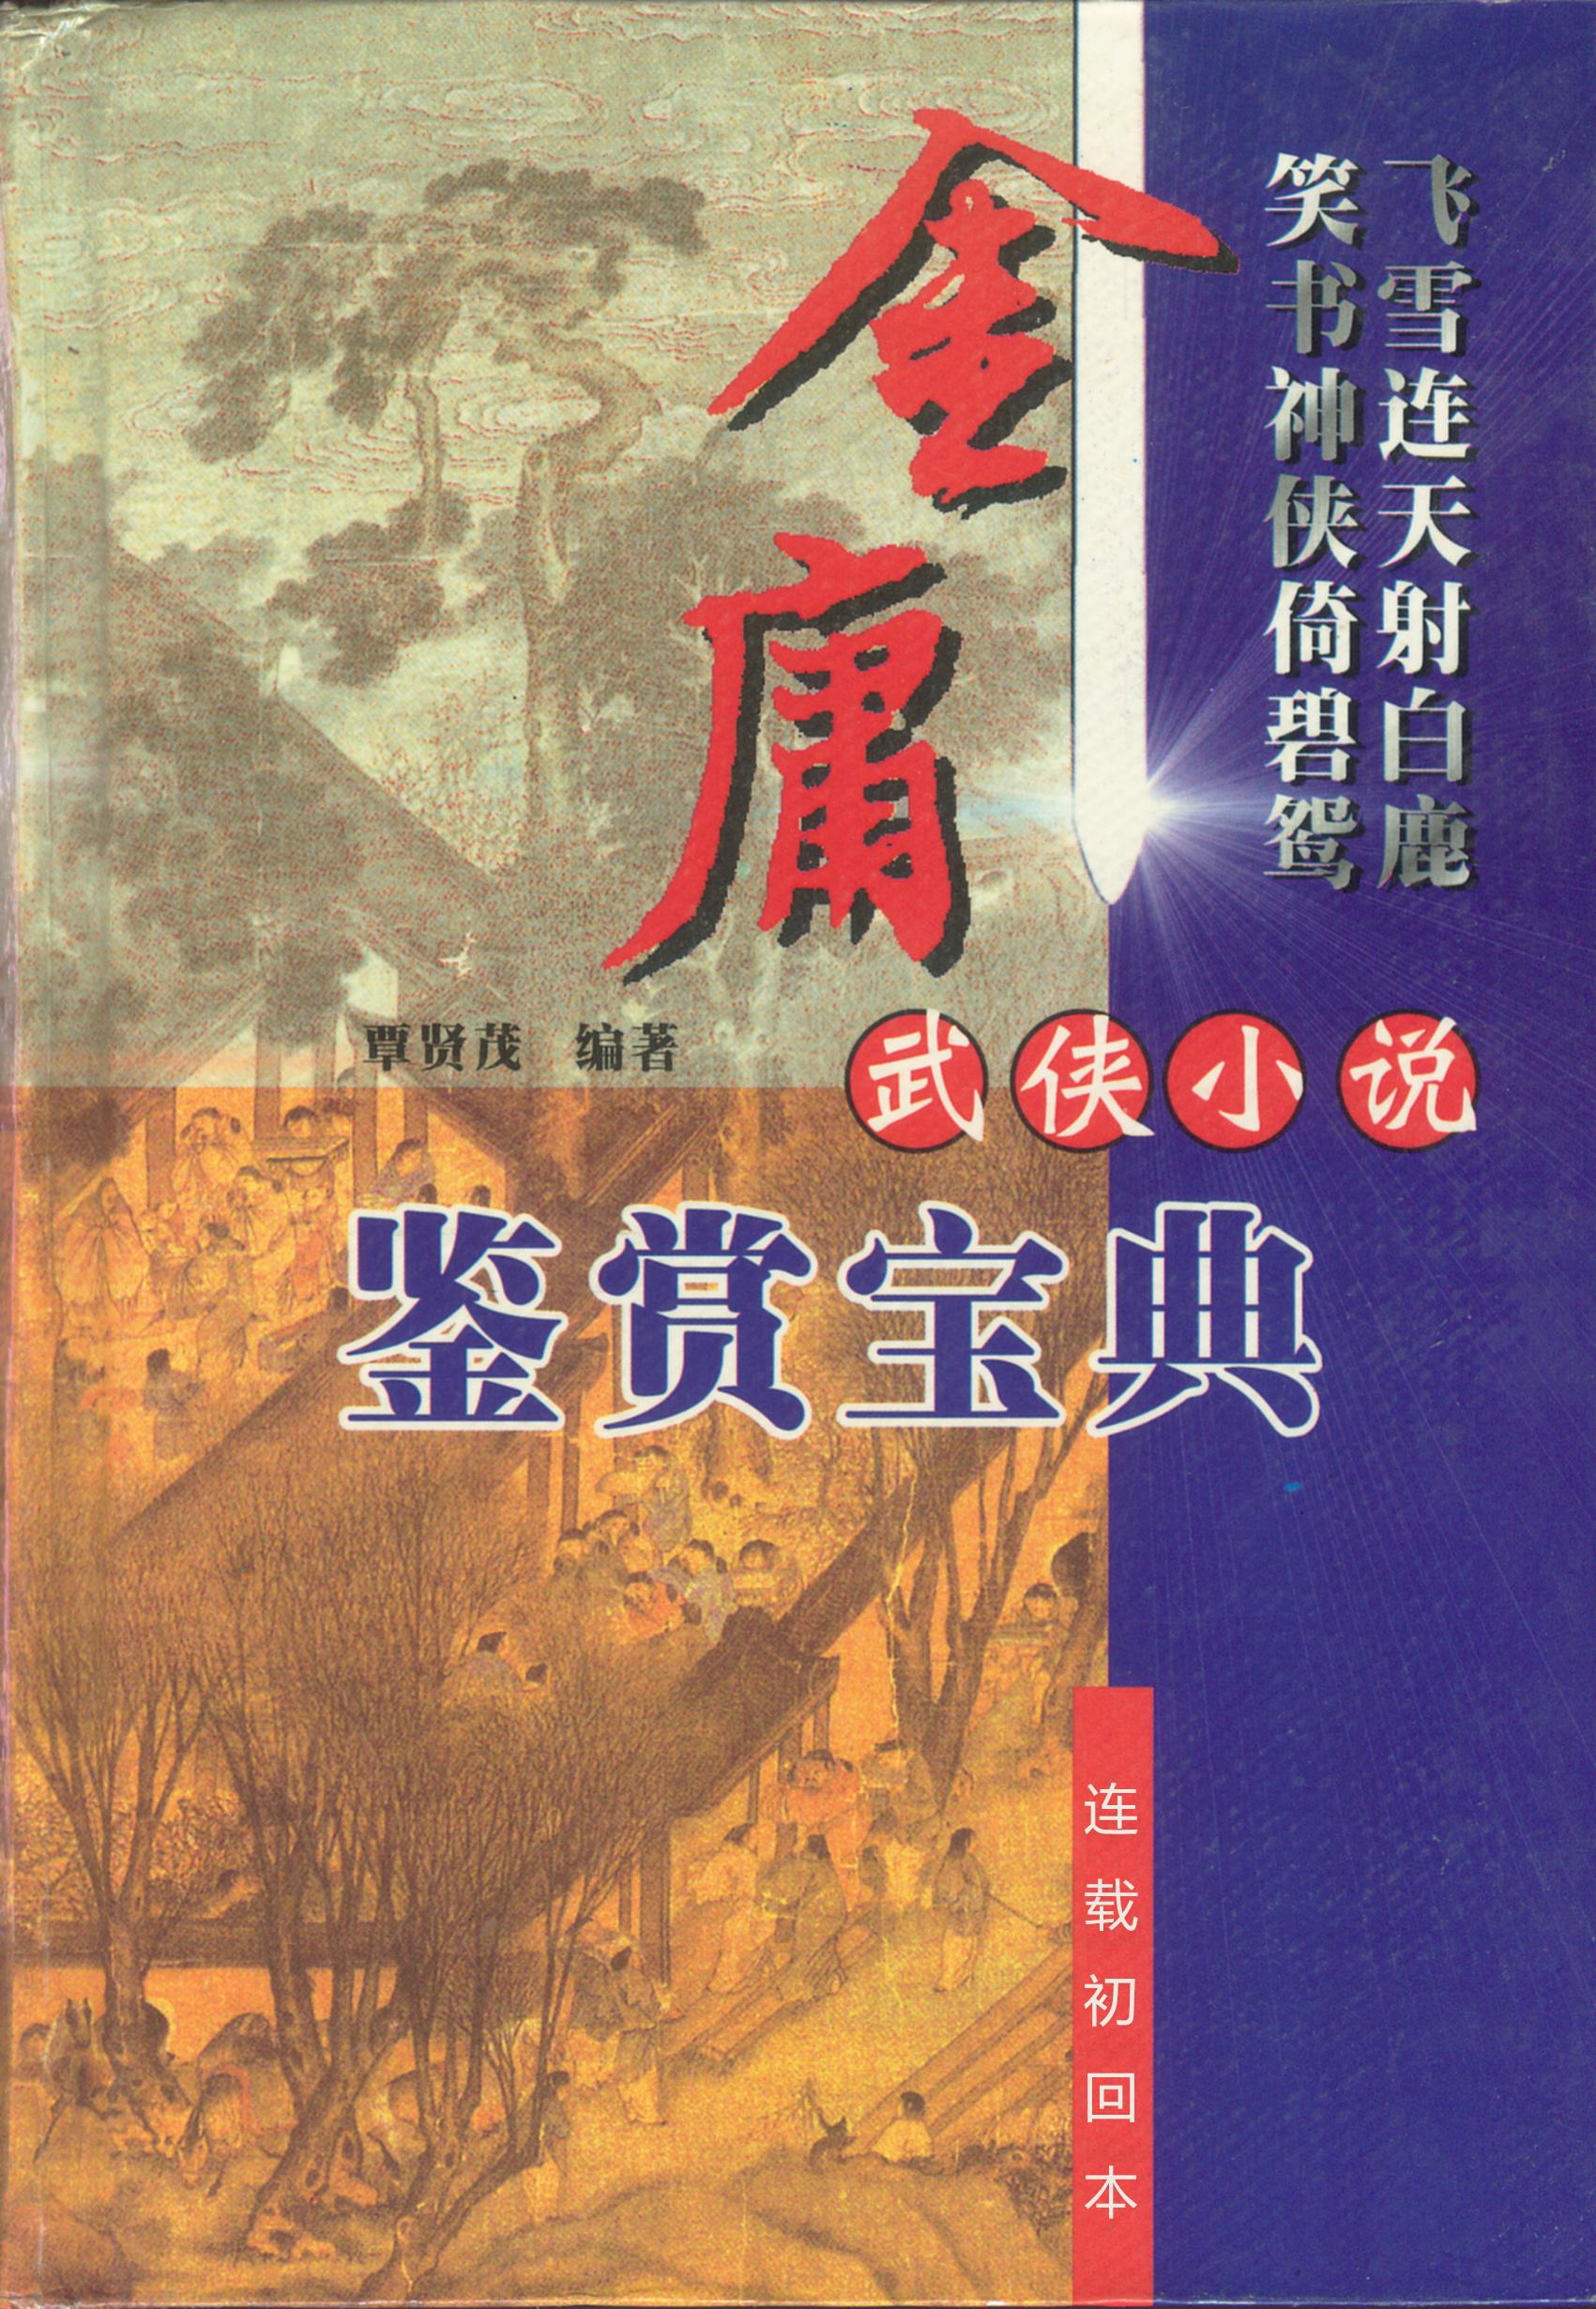 飞雪连天射白鹿
笑书神侠倚碧鸳
金庸
武侠小说
鉴赏宝典
覃贤茂 编著
连载初回本